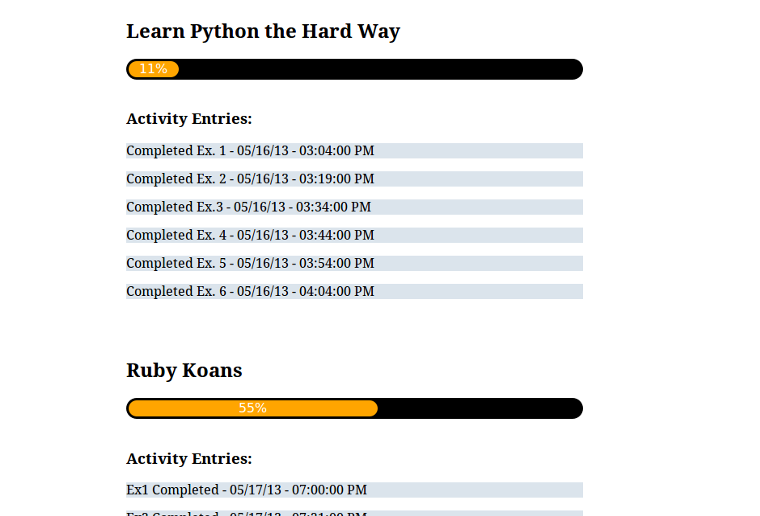 Learn Python the Hard Way
11%
Activity Entries:
Completed Ex. 1 - 05/16/13 - 03:04:00 PM
Completed Ex. 2 - 05/16/13 - 03:19:00 PM
Completed Ex.3 - 05/16/13 - 03:34:00 PM
Completed Ex. 4 - 05/16/13 - 03:44:00 PM
Completed Ex. 5 - 05/16/13 - 03:54:00 PM
Completed Ex. 6 - 05/16/13 - 04:04:00 PM
Ruby Koans
55%
Activity Entries:
Ex1 Completed - 05/17/13 - 07:00:00 PM
Completed - 05/17/13 -